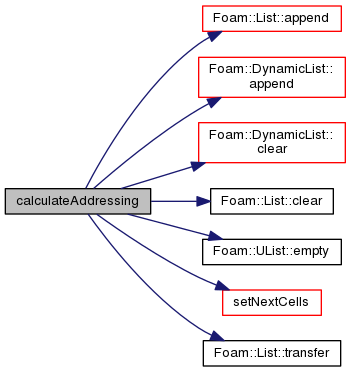 Foam::List::append
Foam::DynamicList::
append
Foam::DynamicList::
clear
calculateAddressing
Foam::List::clear
Foam::UList::empty
setNextCells
Foam::List::transfer